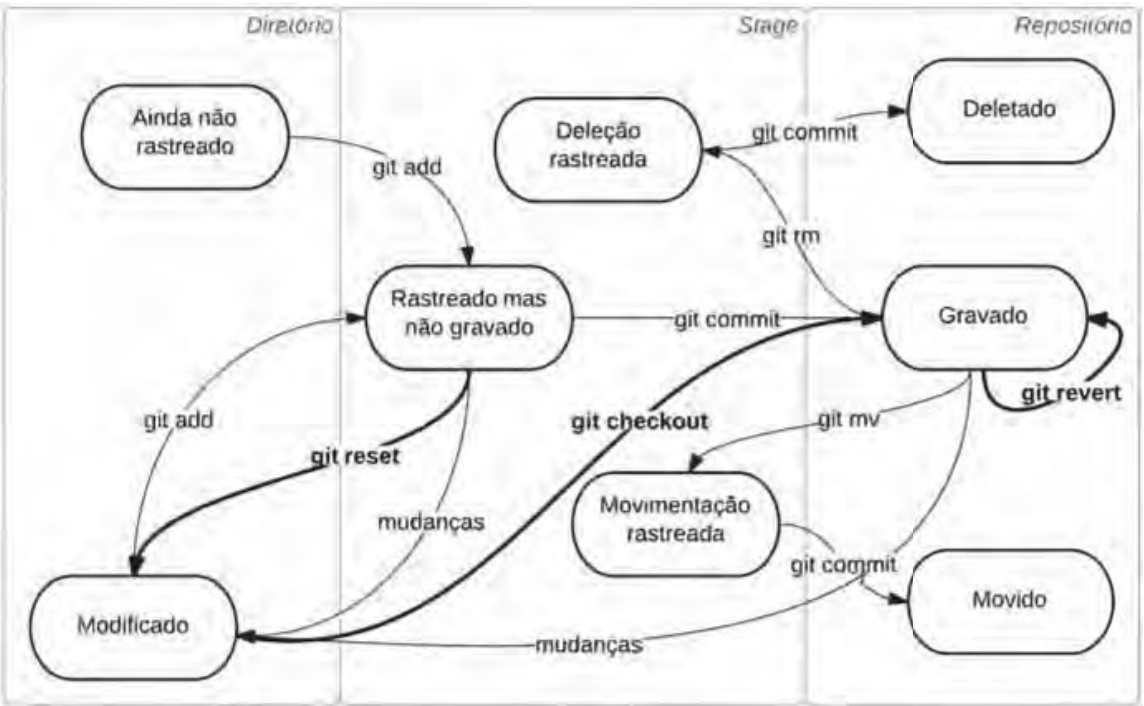 Diretório
Stage
Repositório
Ainda não
rastreado
git add
Deleção
rastreada
git commit
Deletado
git rm
Rastreado mas
não gravado
git commit
Gravado
git add
git reset
git checkout
git mv
git revert
mudanças
Movimentação
rastreada
git commit
Modificado
mudanças
Movido